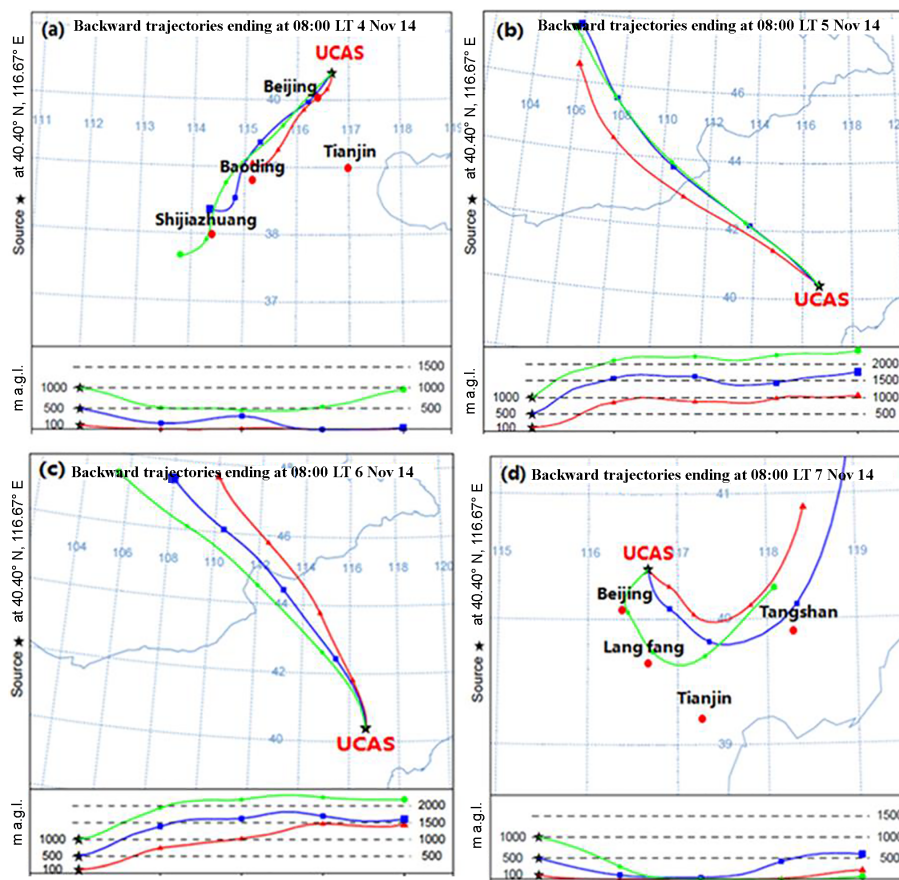 (a) Backward trajectories ending at 08:00 LT 4 Nov 14
Source ★ at 40.40° N, 116.67° E
UCAS
Beijing
40
111 112 113 114 115 116 117 118
Tianjin
Baoding
Shijiazhuang
38
37
m a.g.l.
1500
1000 1000
500 500
100
(b) Backward trajectories ending at 08:00 LT 5 Nov 14
104 106 108 110 112 114 116 118
46
44
42
40
UCAS
m a.g.l.
2000
1500
1000 1000
500 500
100
(c) Backward trajectories ending at 08:00 LT 6 Nov 14
Source ★ at 40.40° N, 116.67° E
104 106 108 110 112 114 116 118 120
46
44
42
40
UCAS
m a.g.l.
2000
1500
1000 1000
500 500
100
(d) Backward trajectories ending at 08:00 LT 7 Nov 14
Source ★ at 40.40° N, 116.67° E
41
115 116 117 118 119
UCAS
Beijing
40
Tangshan
Lang fang
Tianjin
39
m a.g.l.
1500
1000 1000
500 500
100